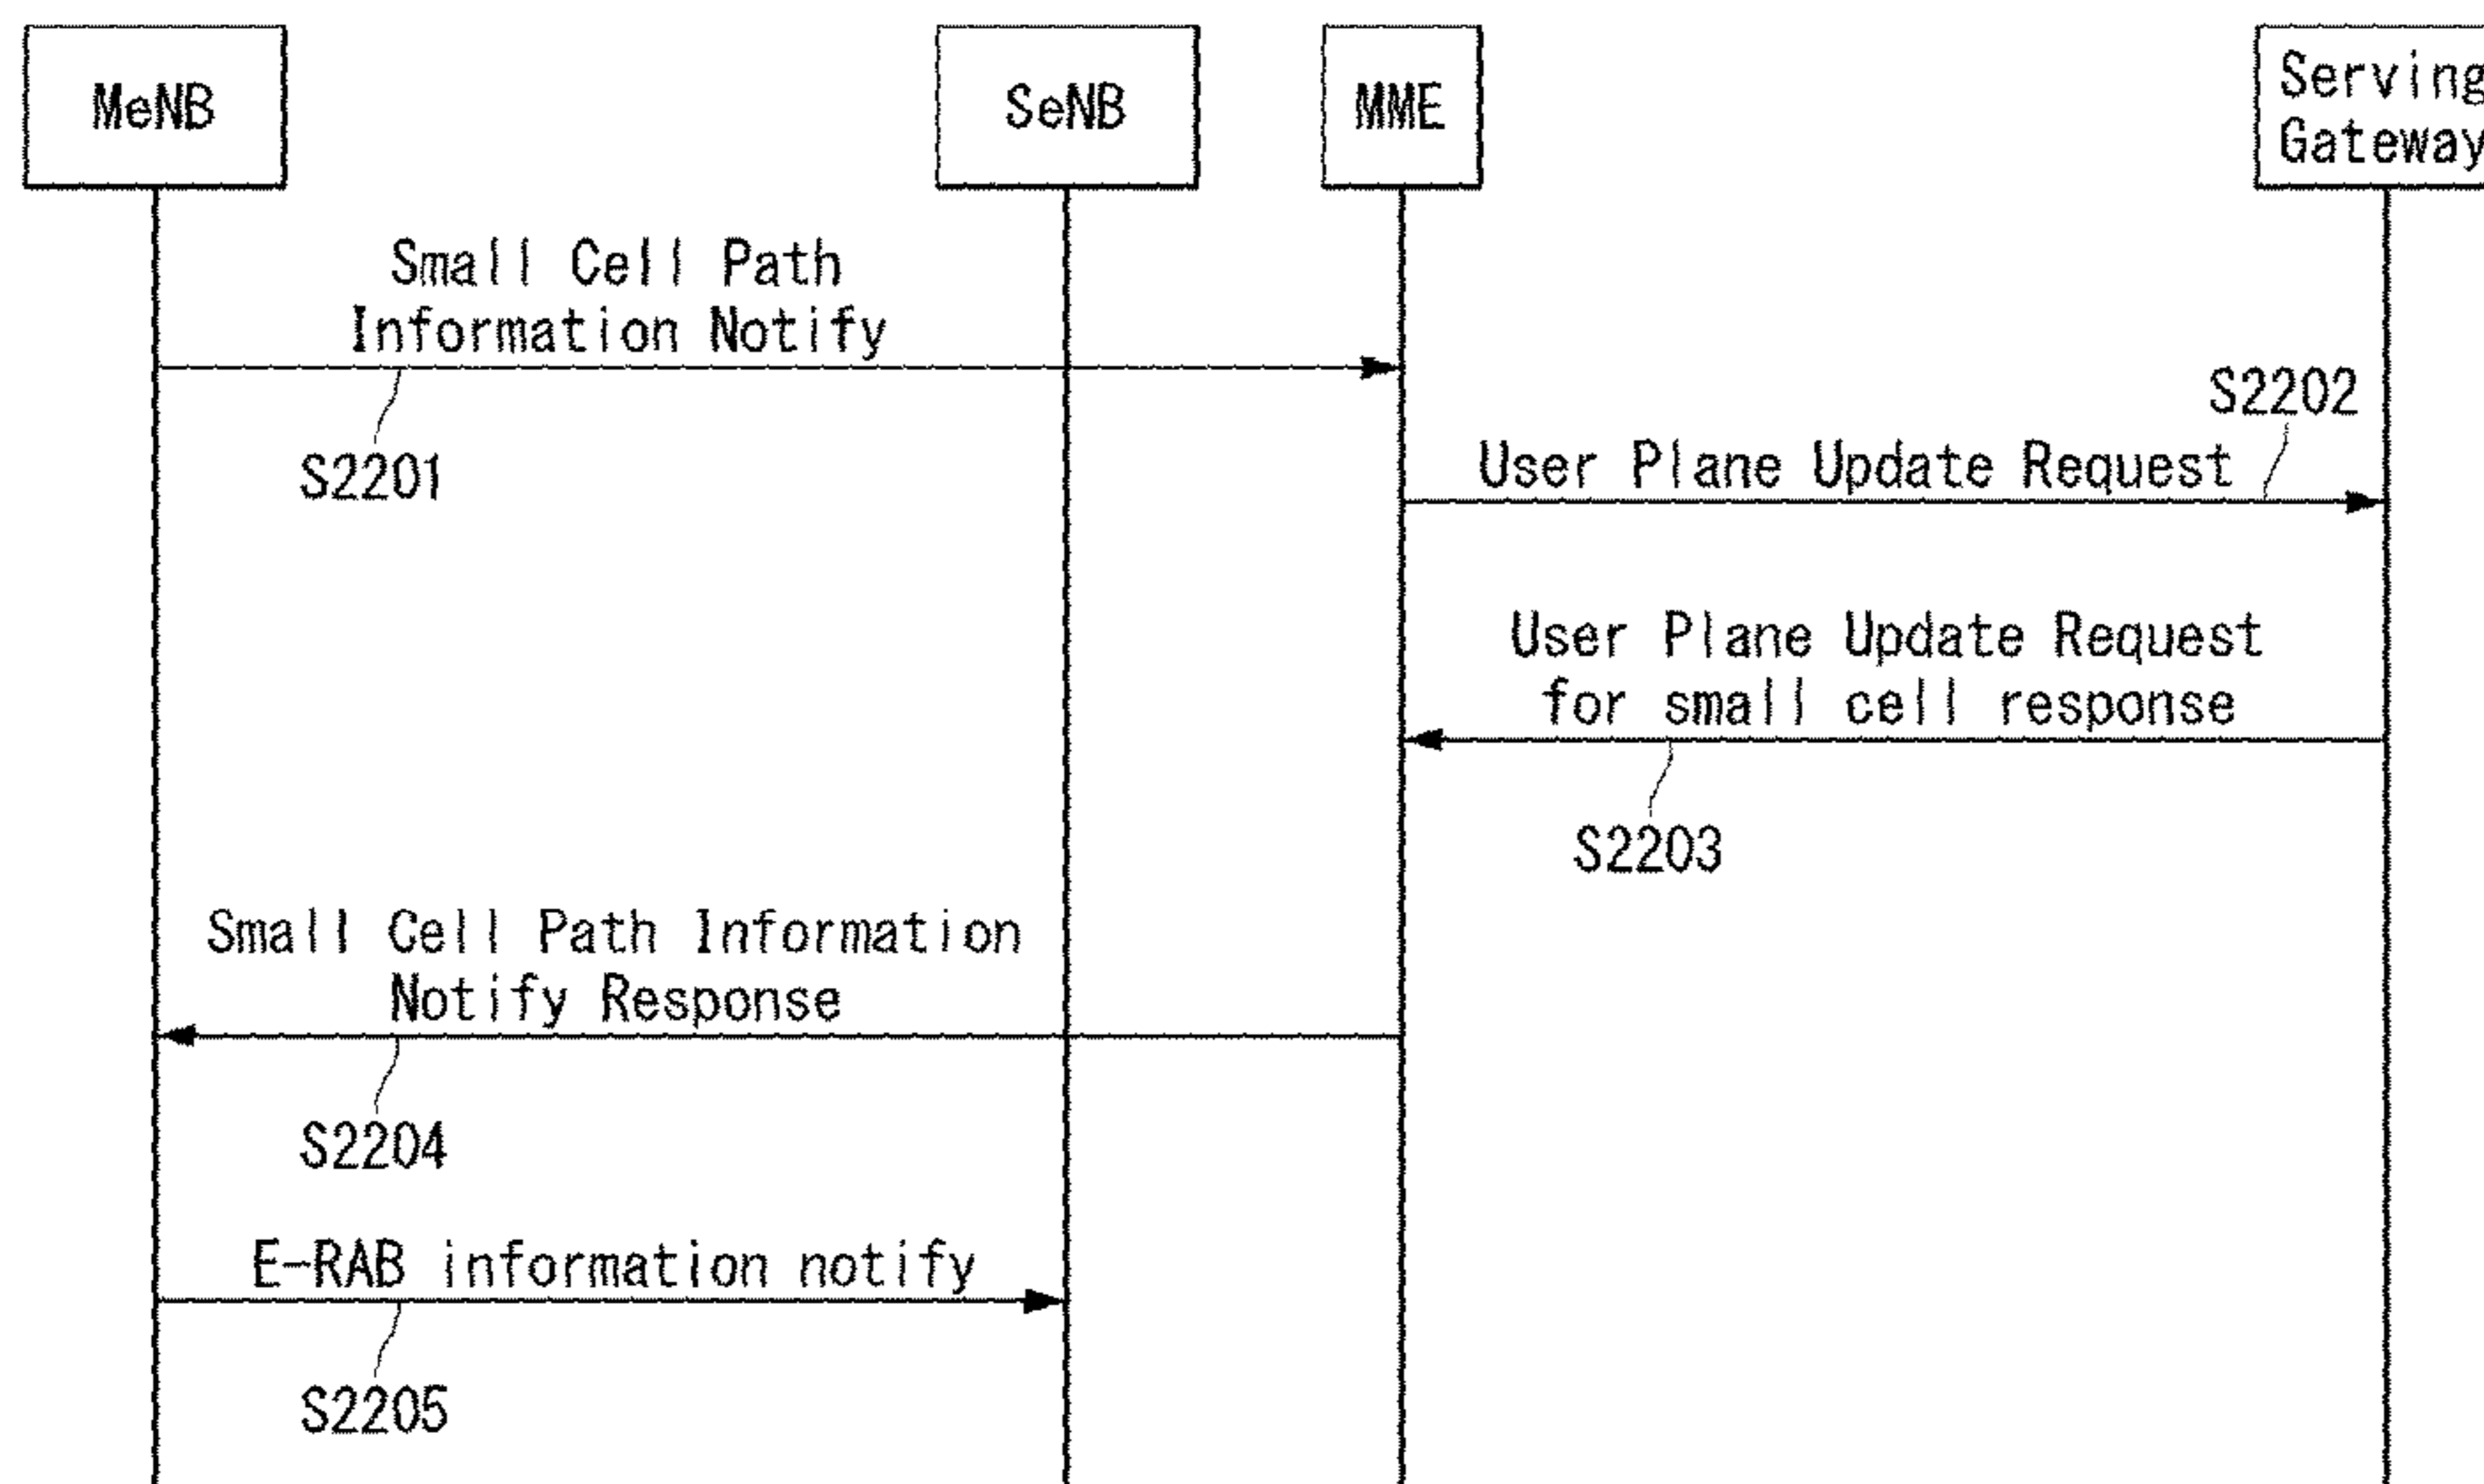 MeNB
SeNB
MME
Serving
Gateway
Small Cell Path
Information Notify
S2201
S2202
User Plane Update Request
User Plane Update Request
for small cell response
S2203
Small Cell Path Information
Notify Response
S2204
E-RAB information notify
S2205